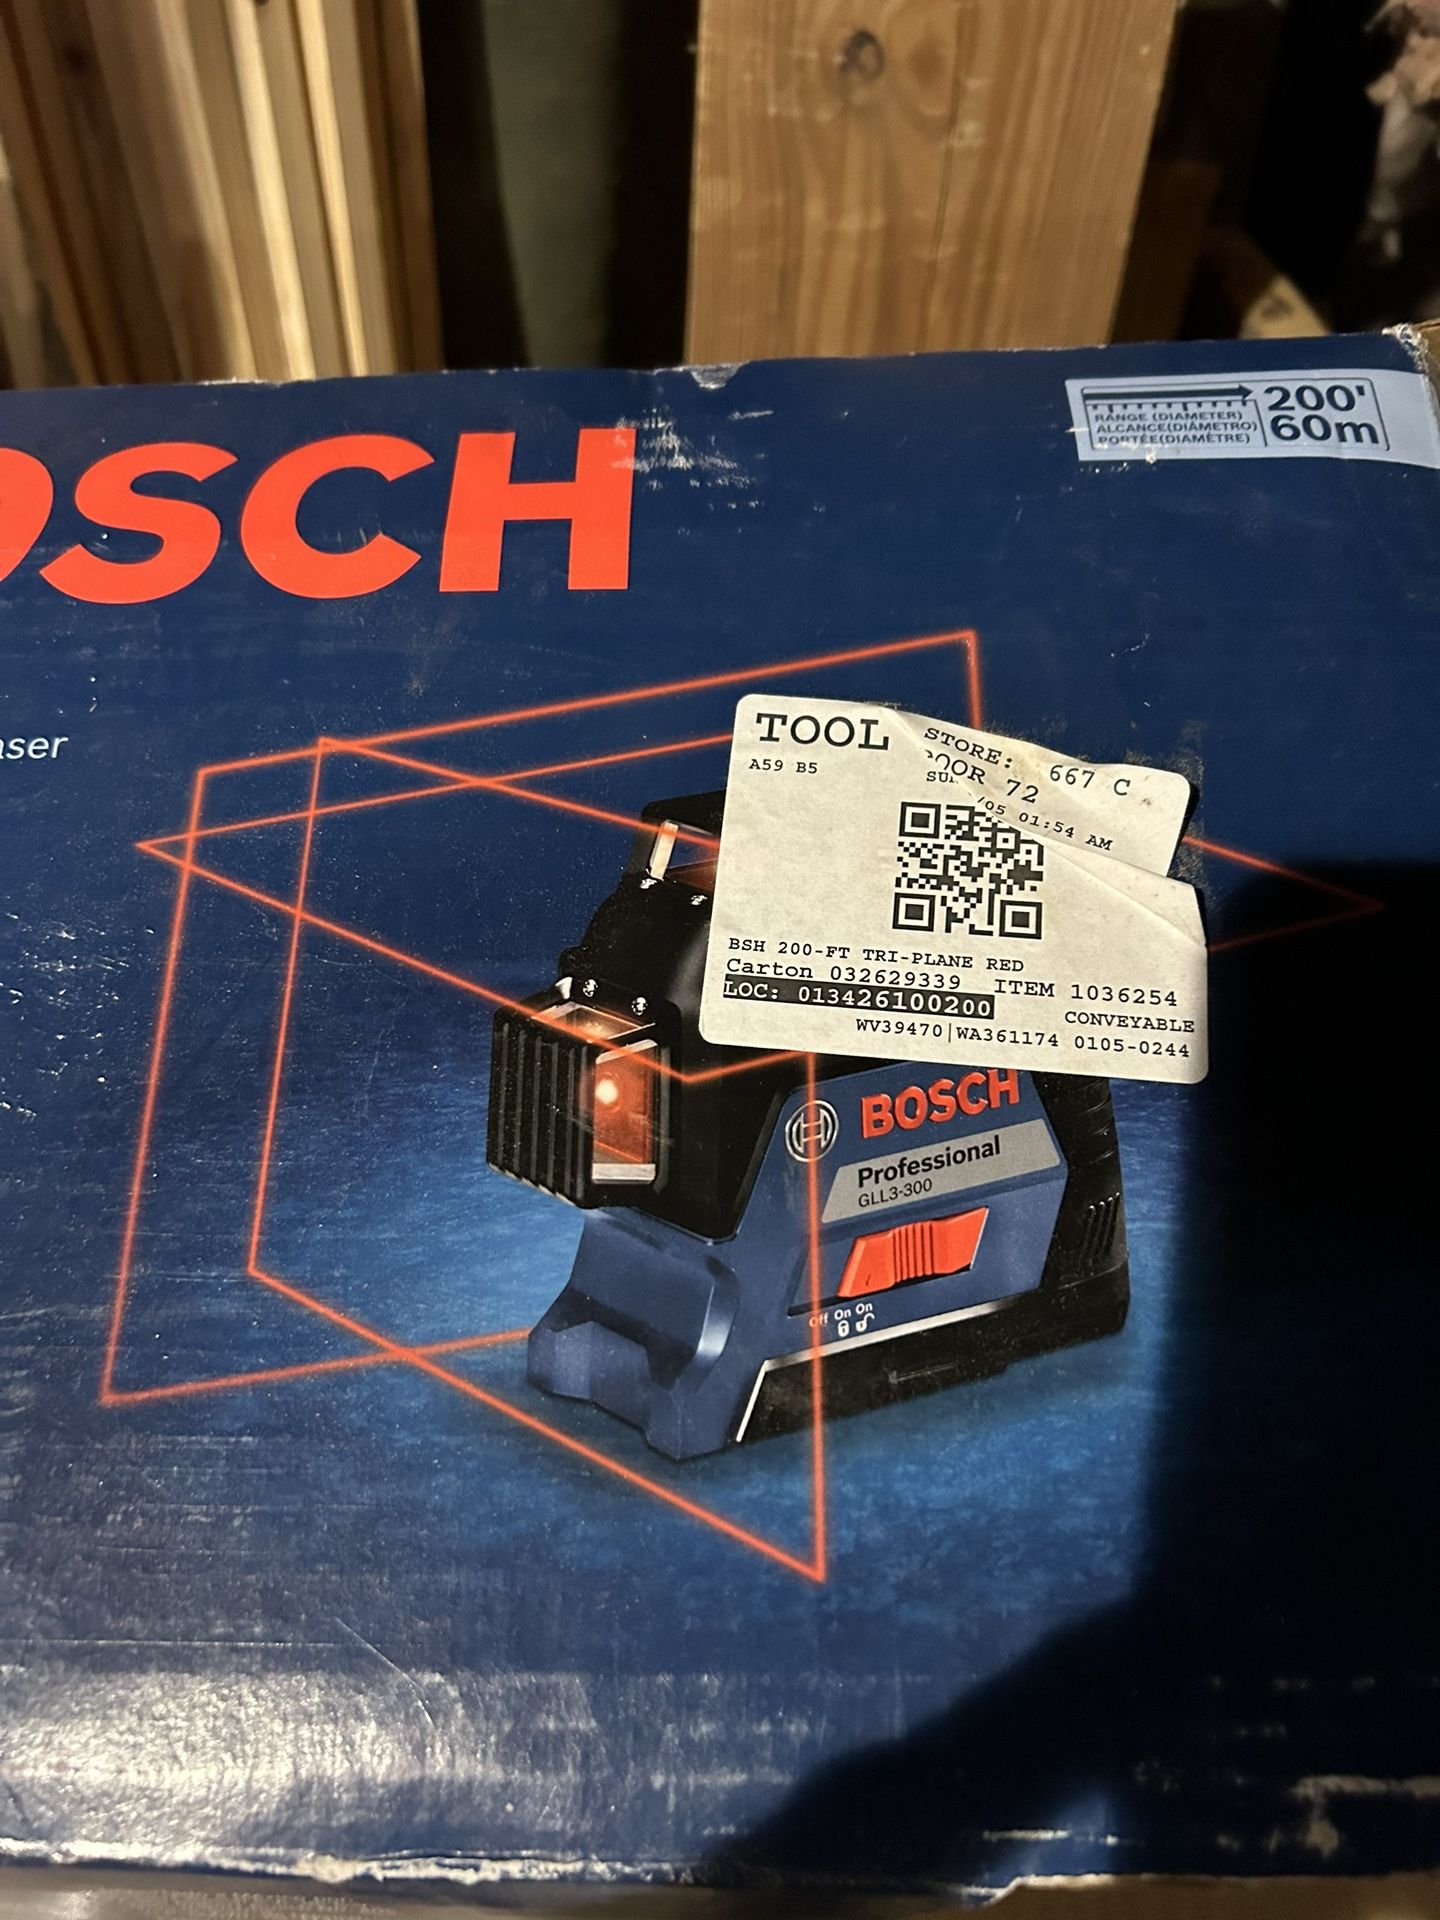 200'
60m
RANGE (DIAMETER)
ALCANCE(DIÁMETRO)
PORTÉE(DIAMÈTRE)
OSCH
aser
TOOL
A59 B5
STORE: 667 C
72
/05 01:54 AM
BSH 200-FT TRI-PLANE RED
Carton 032629339 ITEM 1036254
LOC: 013426100200
CONVEYABLE
WV39470|WA361174 0105-0244
BOSCH
Professional
GLL3-300
Off On On